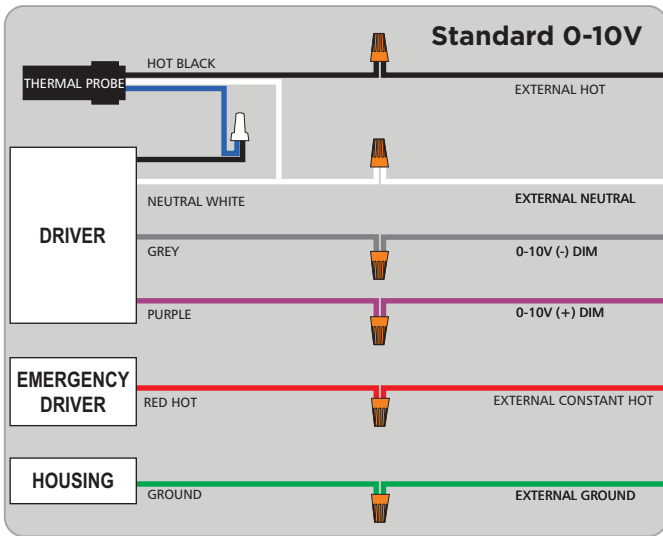 Standard 0-10V
HOT BLACK
THERMAL PROBE
EXTERNAL HOT
NEUTRAL WHITE
EXTERNAL NEUTRAL
DRIVER
GREY
0-10V (-) DIM
PURPLE
0-10V (+) DIM
EMERGENCY
DRIVER
RED HOT
EXTERNAL CONSTANT HOT
HOUSING
GROUND
EXTERNAL GROUND